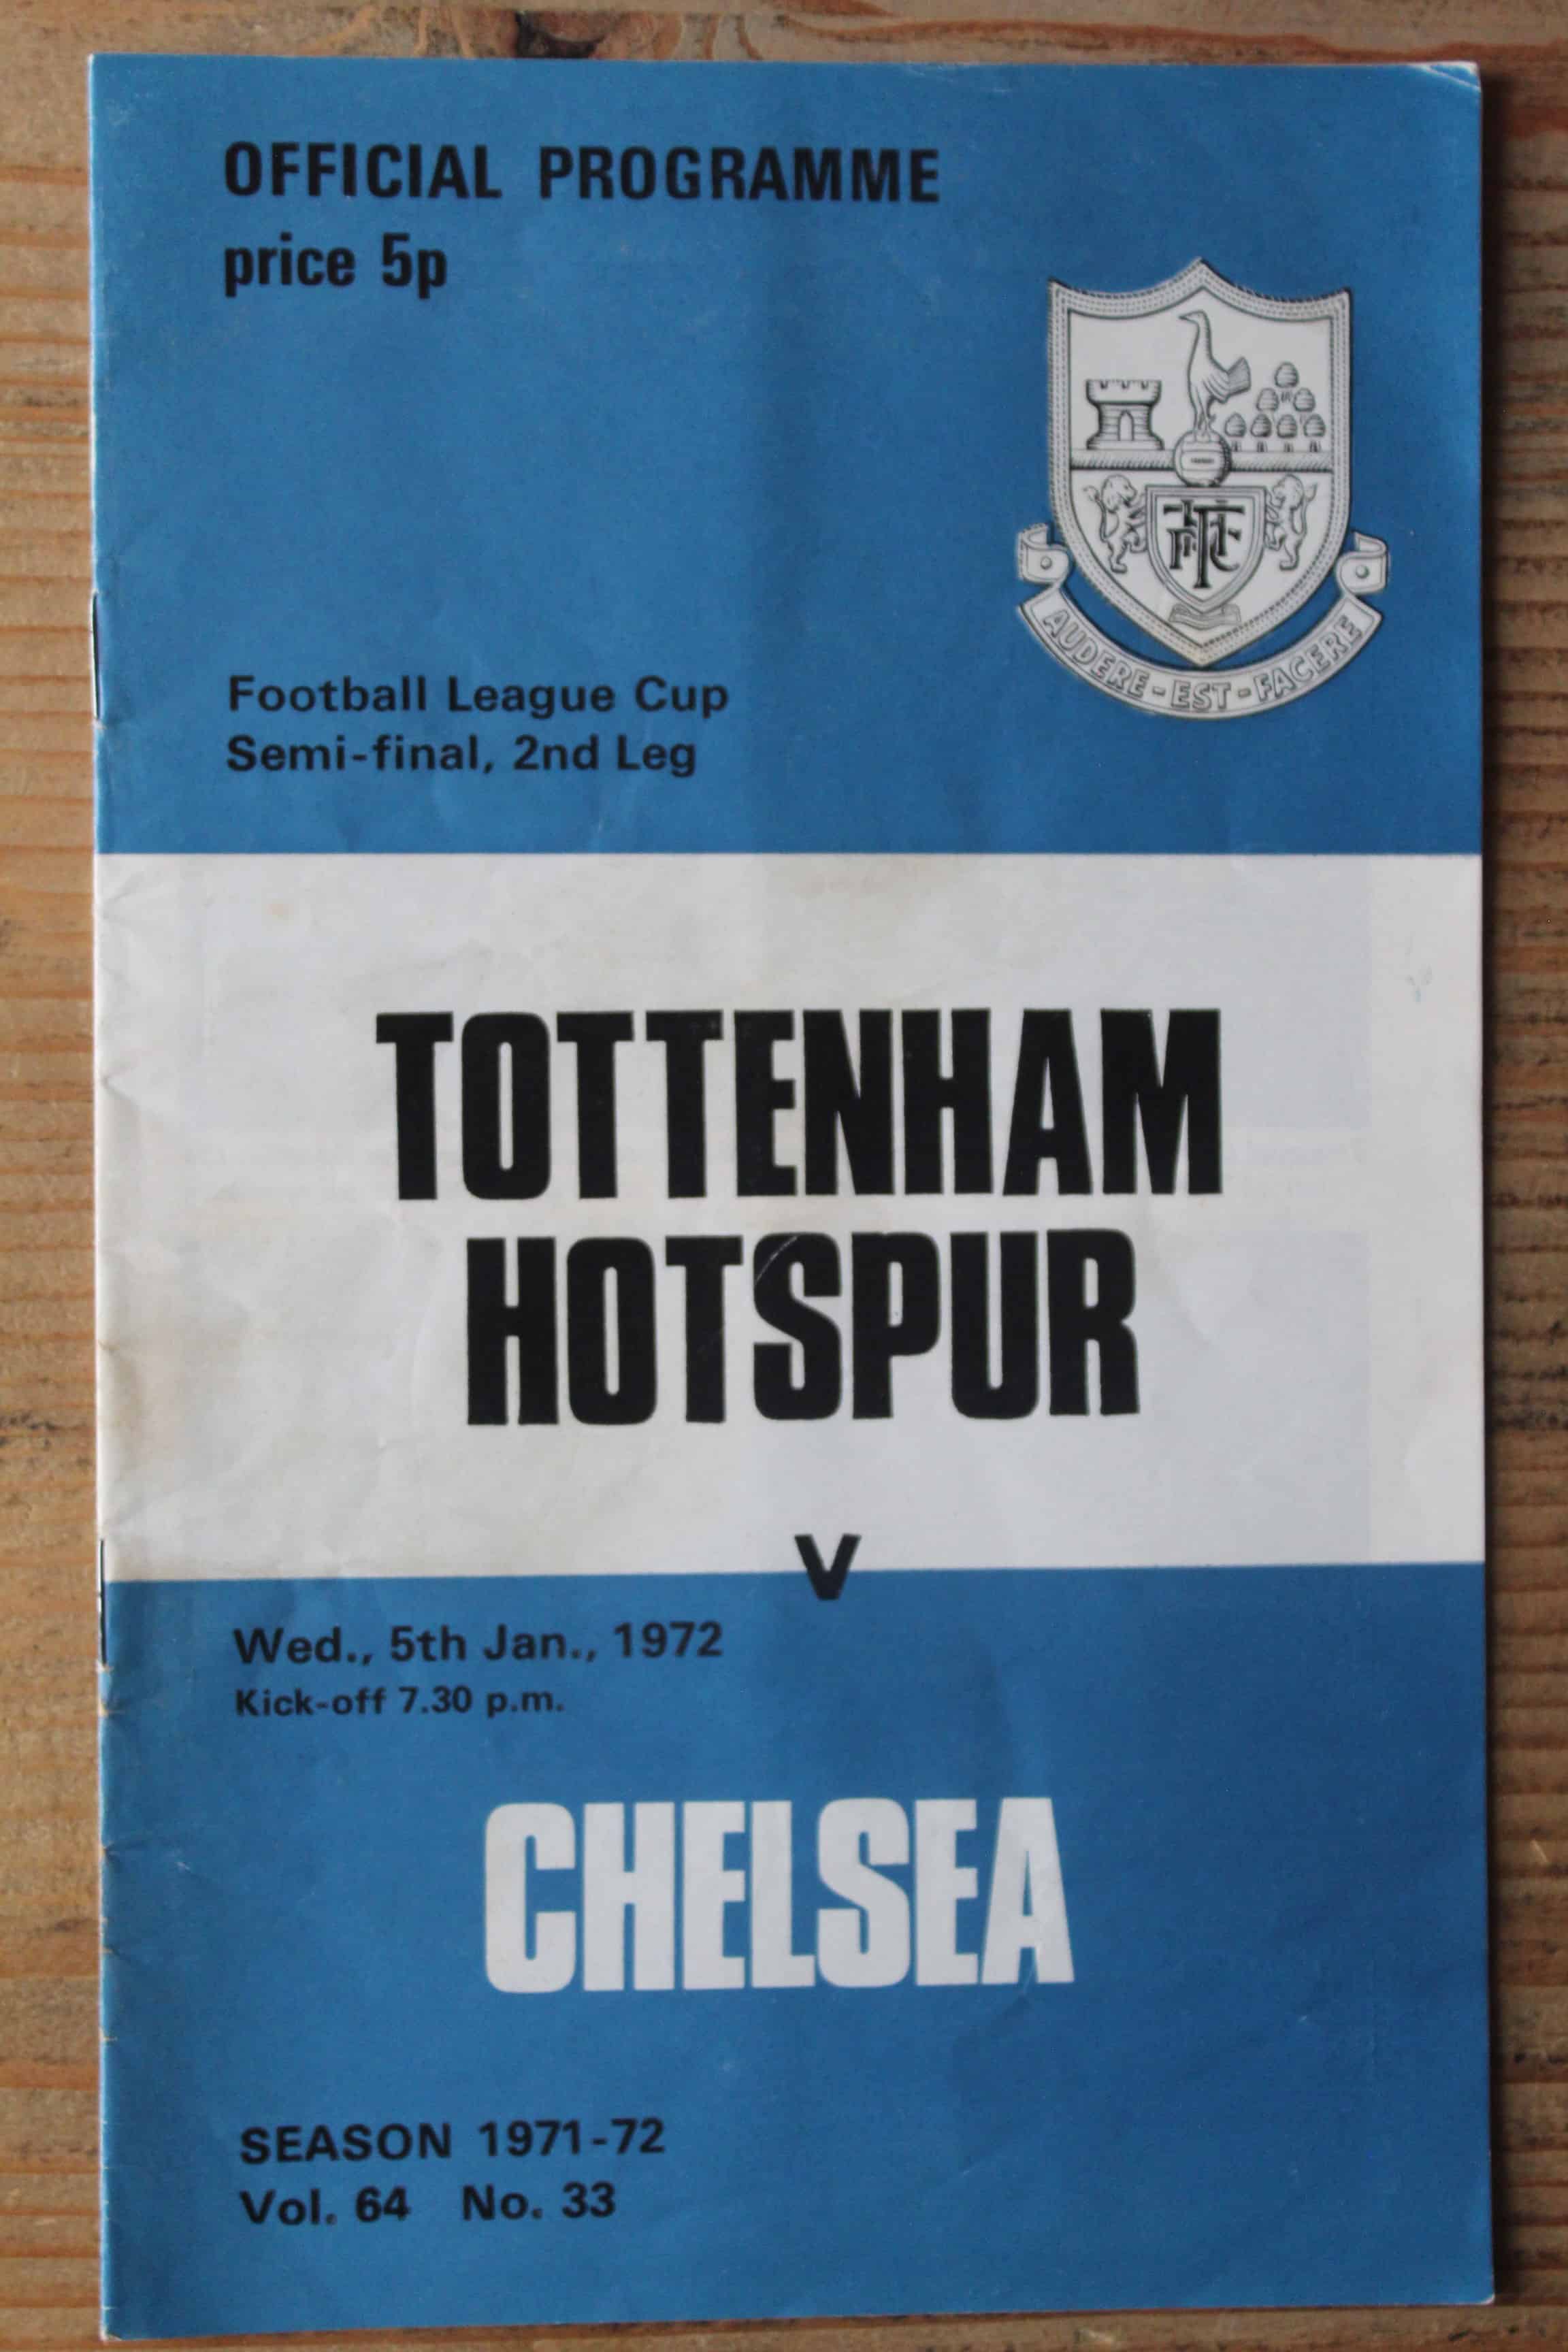 OFFICIAL PROGRAMME
price 5p
AUDERE-EST-FACERE
Football League Cup
Semi-final, 2nd Leg
TOTTENHAM
HOTSPUR
V
Wed., 5th Jan., 1972
Kick-off 7.30 p.m.
CHELSEA
SEASON 1971-72
Vol. 64 No. 33